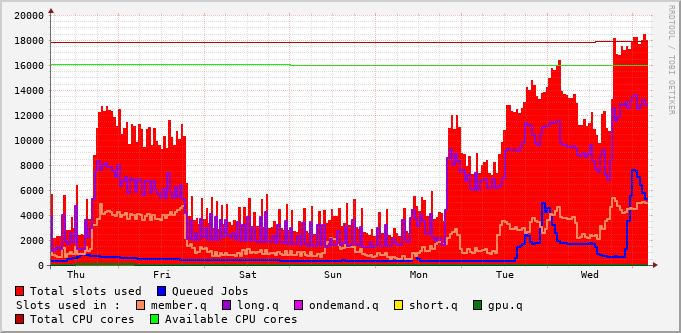 20000
18000
16000
14000
12000
10000
8000
6000
4000
2000
0
Thu Fri Sat Sun Mon Tue Wed
RRDTOOL / TOBI OETIKER
Total slots used Queued Jobs
Slots used in : member.q long.q ondemand.q short.q gpu.q
Total CPU cores Available CPU cores